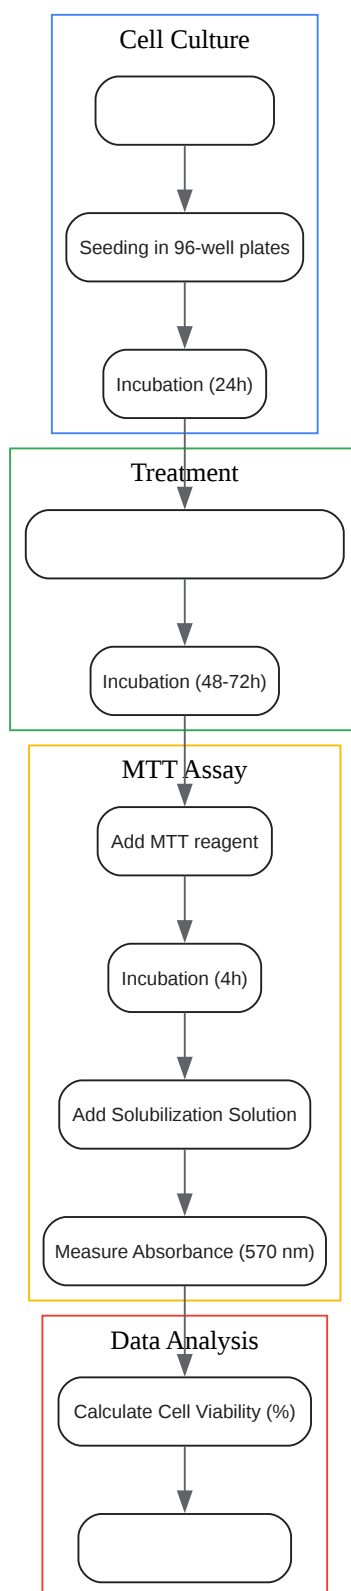 Cell Culture
Seeding in 96-well plates
Incubation (24h)
Treatment
Incubation (48-72h)
MTT Assay
Add MTT reagent
Incubation (4h)
Add Solubilization Solution
Measure Absorbance (570 nm)
Data Analysis
Calculate Cell Viability (%)